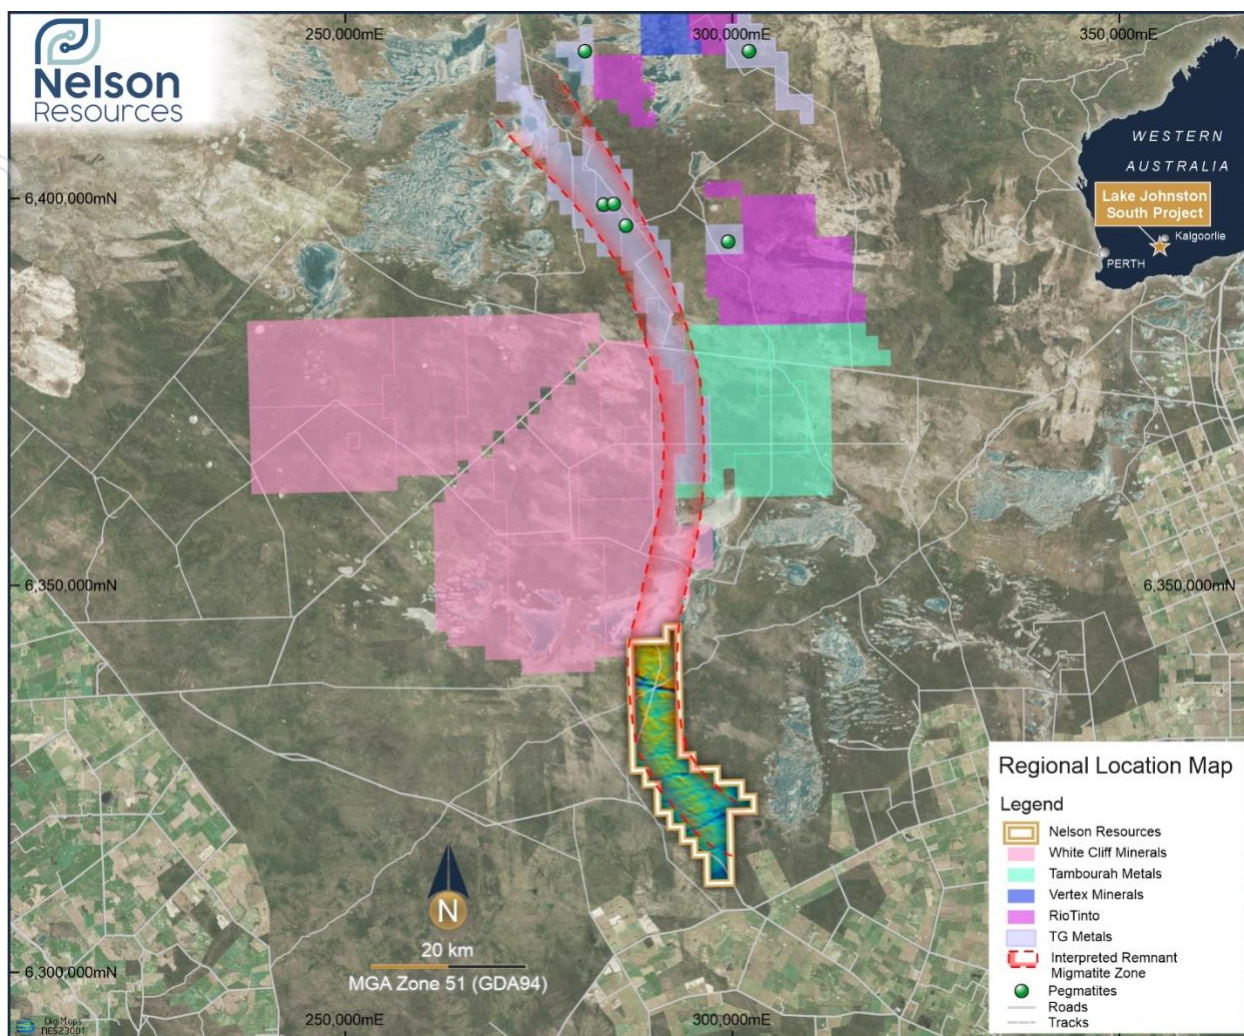 250,000mE
300,000mE
350,000mE
Nelson
Resources
WESTERN
AUSTRALIA
6,400,000mN
Lake Johnston
South Project
Kalgoorlie
PERTH
6,350,000mN
6,350,000mN
Regional Location Map
Legend
Nelson Resources
White Cliff Minerals
Tambourah Metals
Vertex Minerals
RioTinto
TG Metals
Interpreted Remnant
Migmatite Zone
Pegmatites
Roads
Tracks
N
20 km
MGA Zone 51 (GDA94)
6,300,000mN
DigiMaps
NES23001
250,000mE
300,000mE